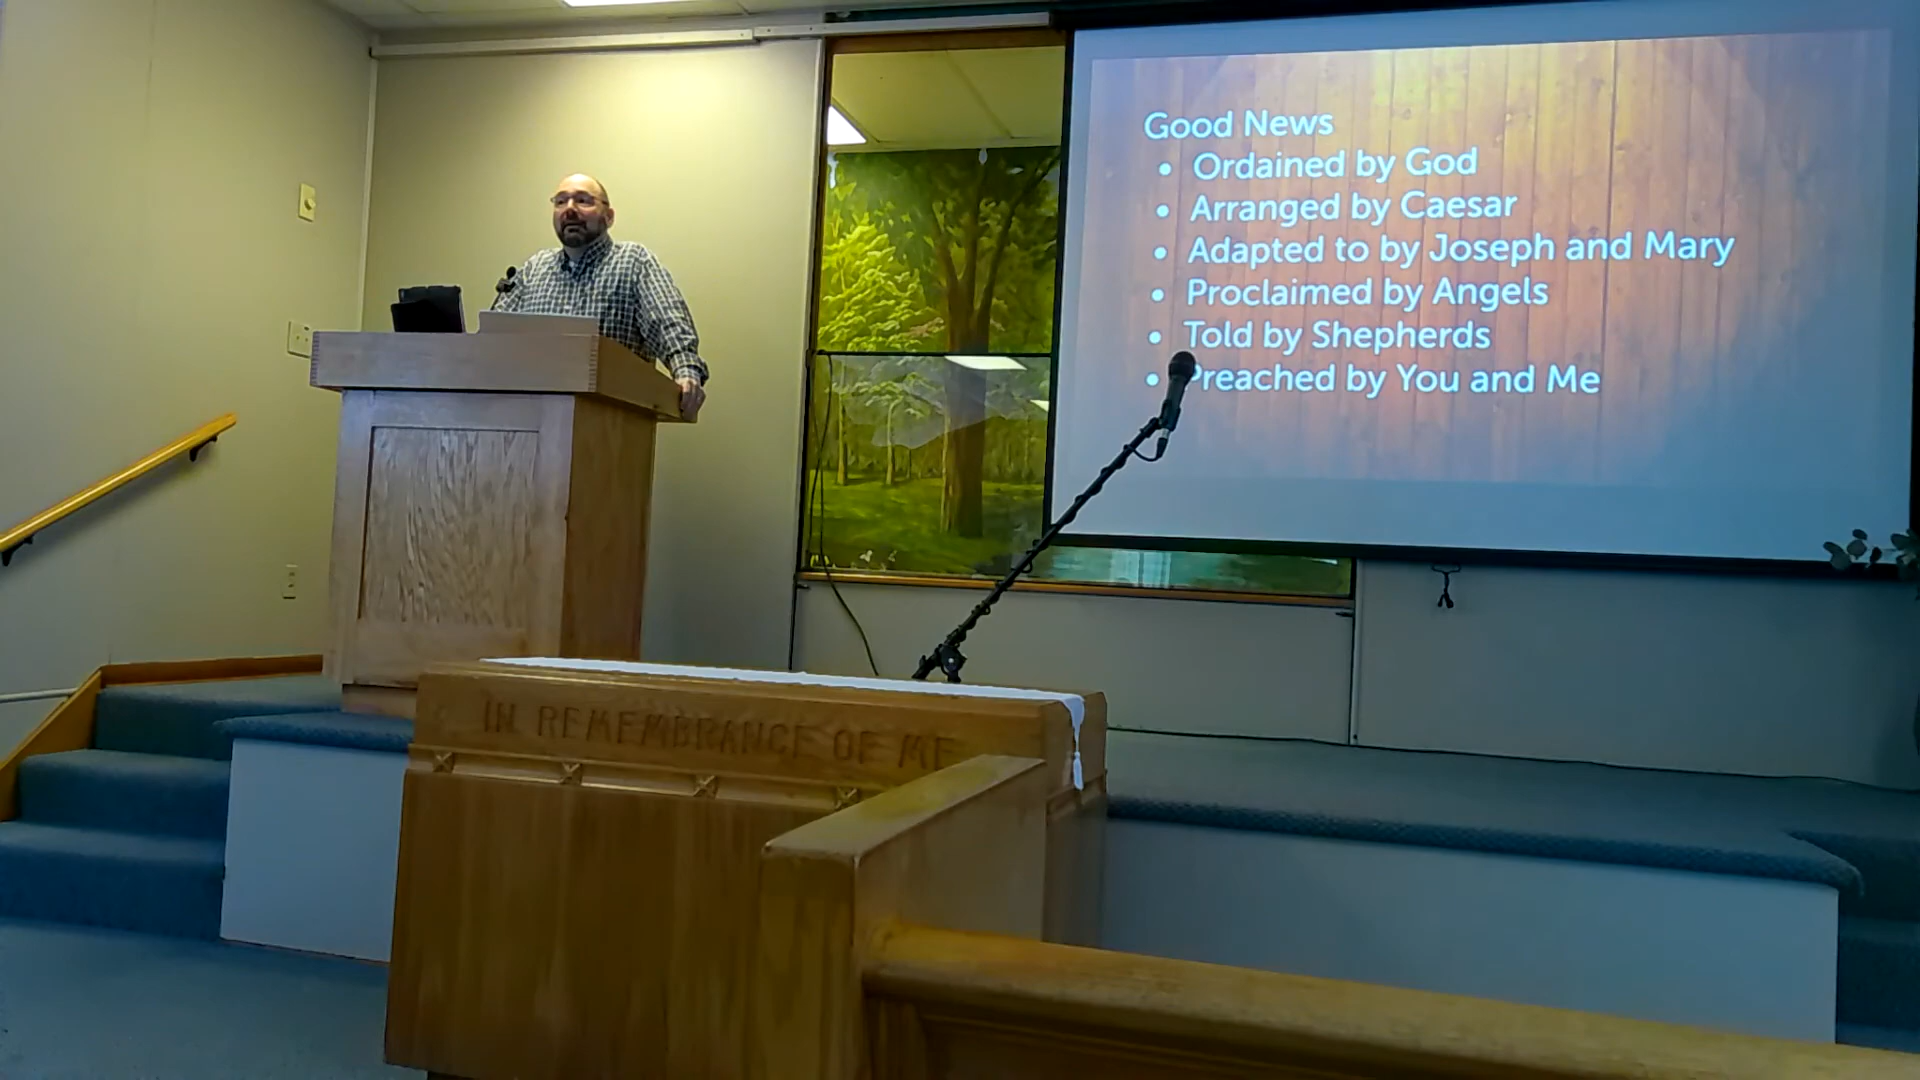 Good News
• Ordained by God
• Arranged by Caesar
• Adapted to by Joseph and Mary
• Proclaimed by Angels
• Told by Shepherds
• Preached by You and Me
IN REMEMBRANCE OF ME